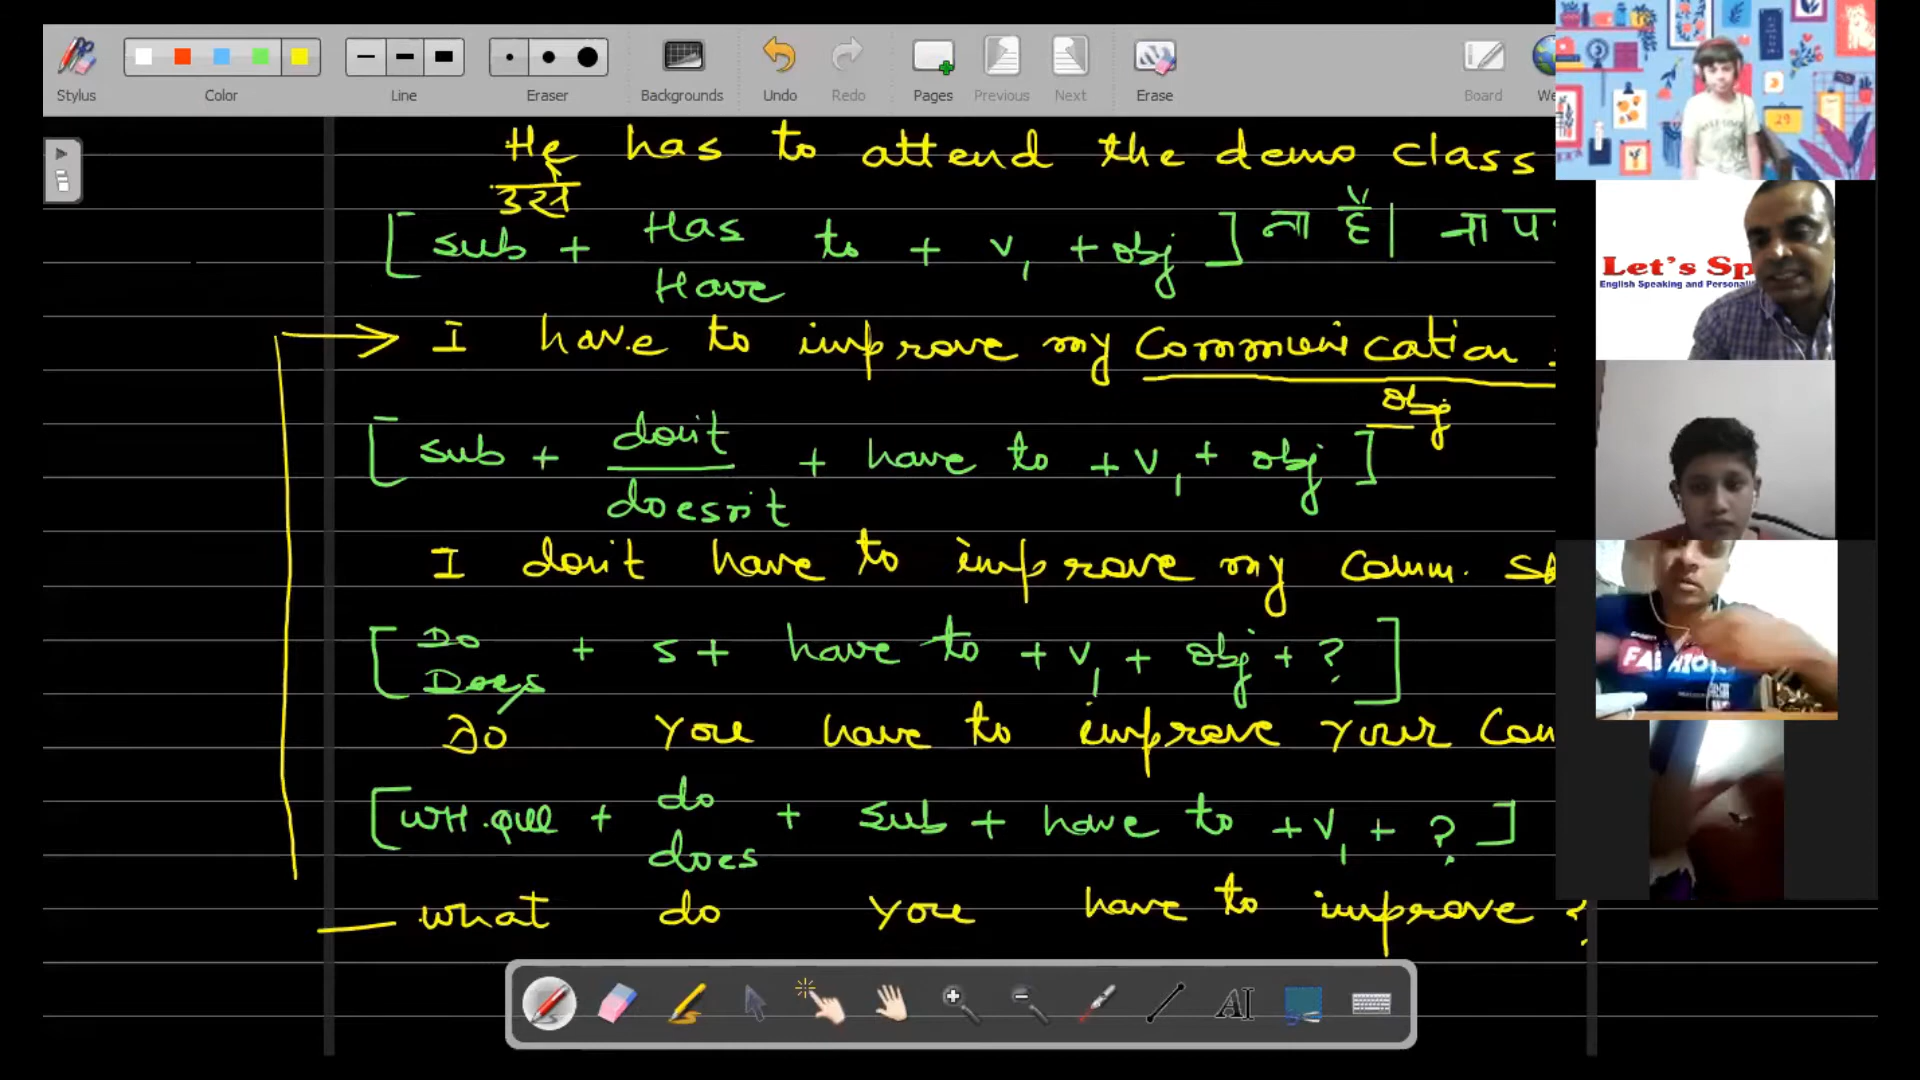 Stylus Color Line Eraser Backgrounds Undo Redo Pages Previous Next Erase Board
He has to attend the demo class
उसे
[ sub + Has to + V1 + obj ] ना है।
Have
I have to improve my Communication
obj
[ sub + don't + have to + V1 + obj ]
doesn't
I don't have to improve my comm.
[ Do + S + have to + V1 + obj + ? ]
Does
Do you have to improve your Com
[ WH.que + do + sub + have to + V1 + ? ]
does
what do you have to improve ?
Let's Sp
English Speaking and Personali
FASHION